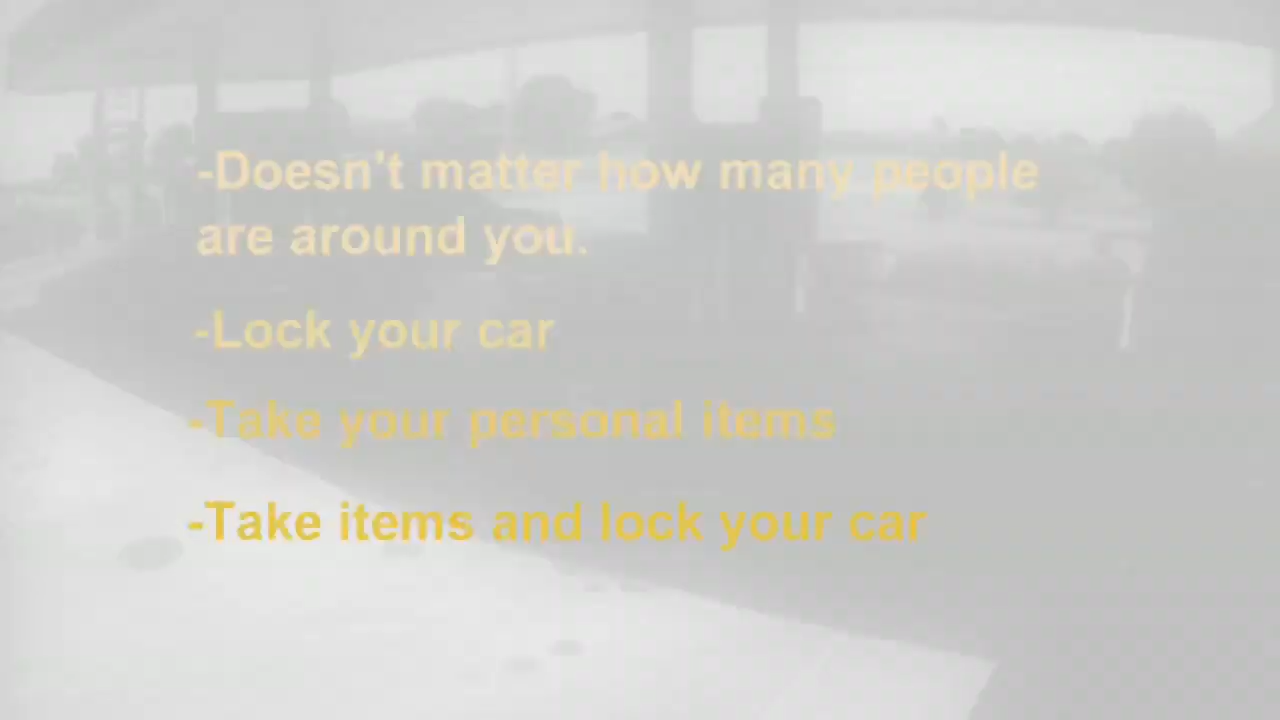 -Doesn't matter how many people
are around you.
-Lock your car
-Take your personal items
-Take items and lock your car